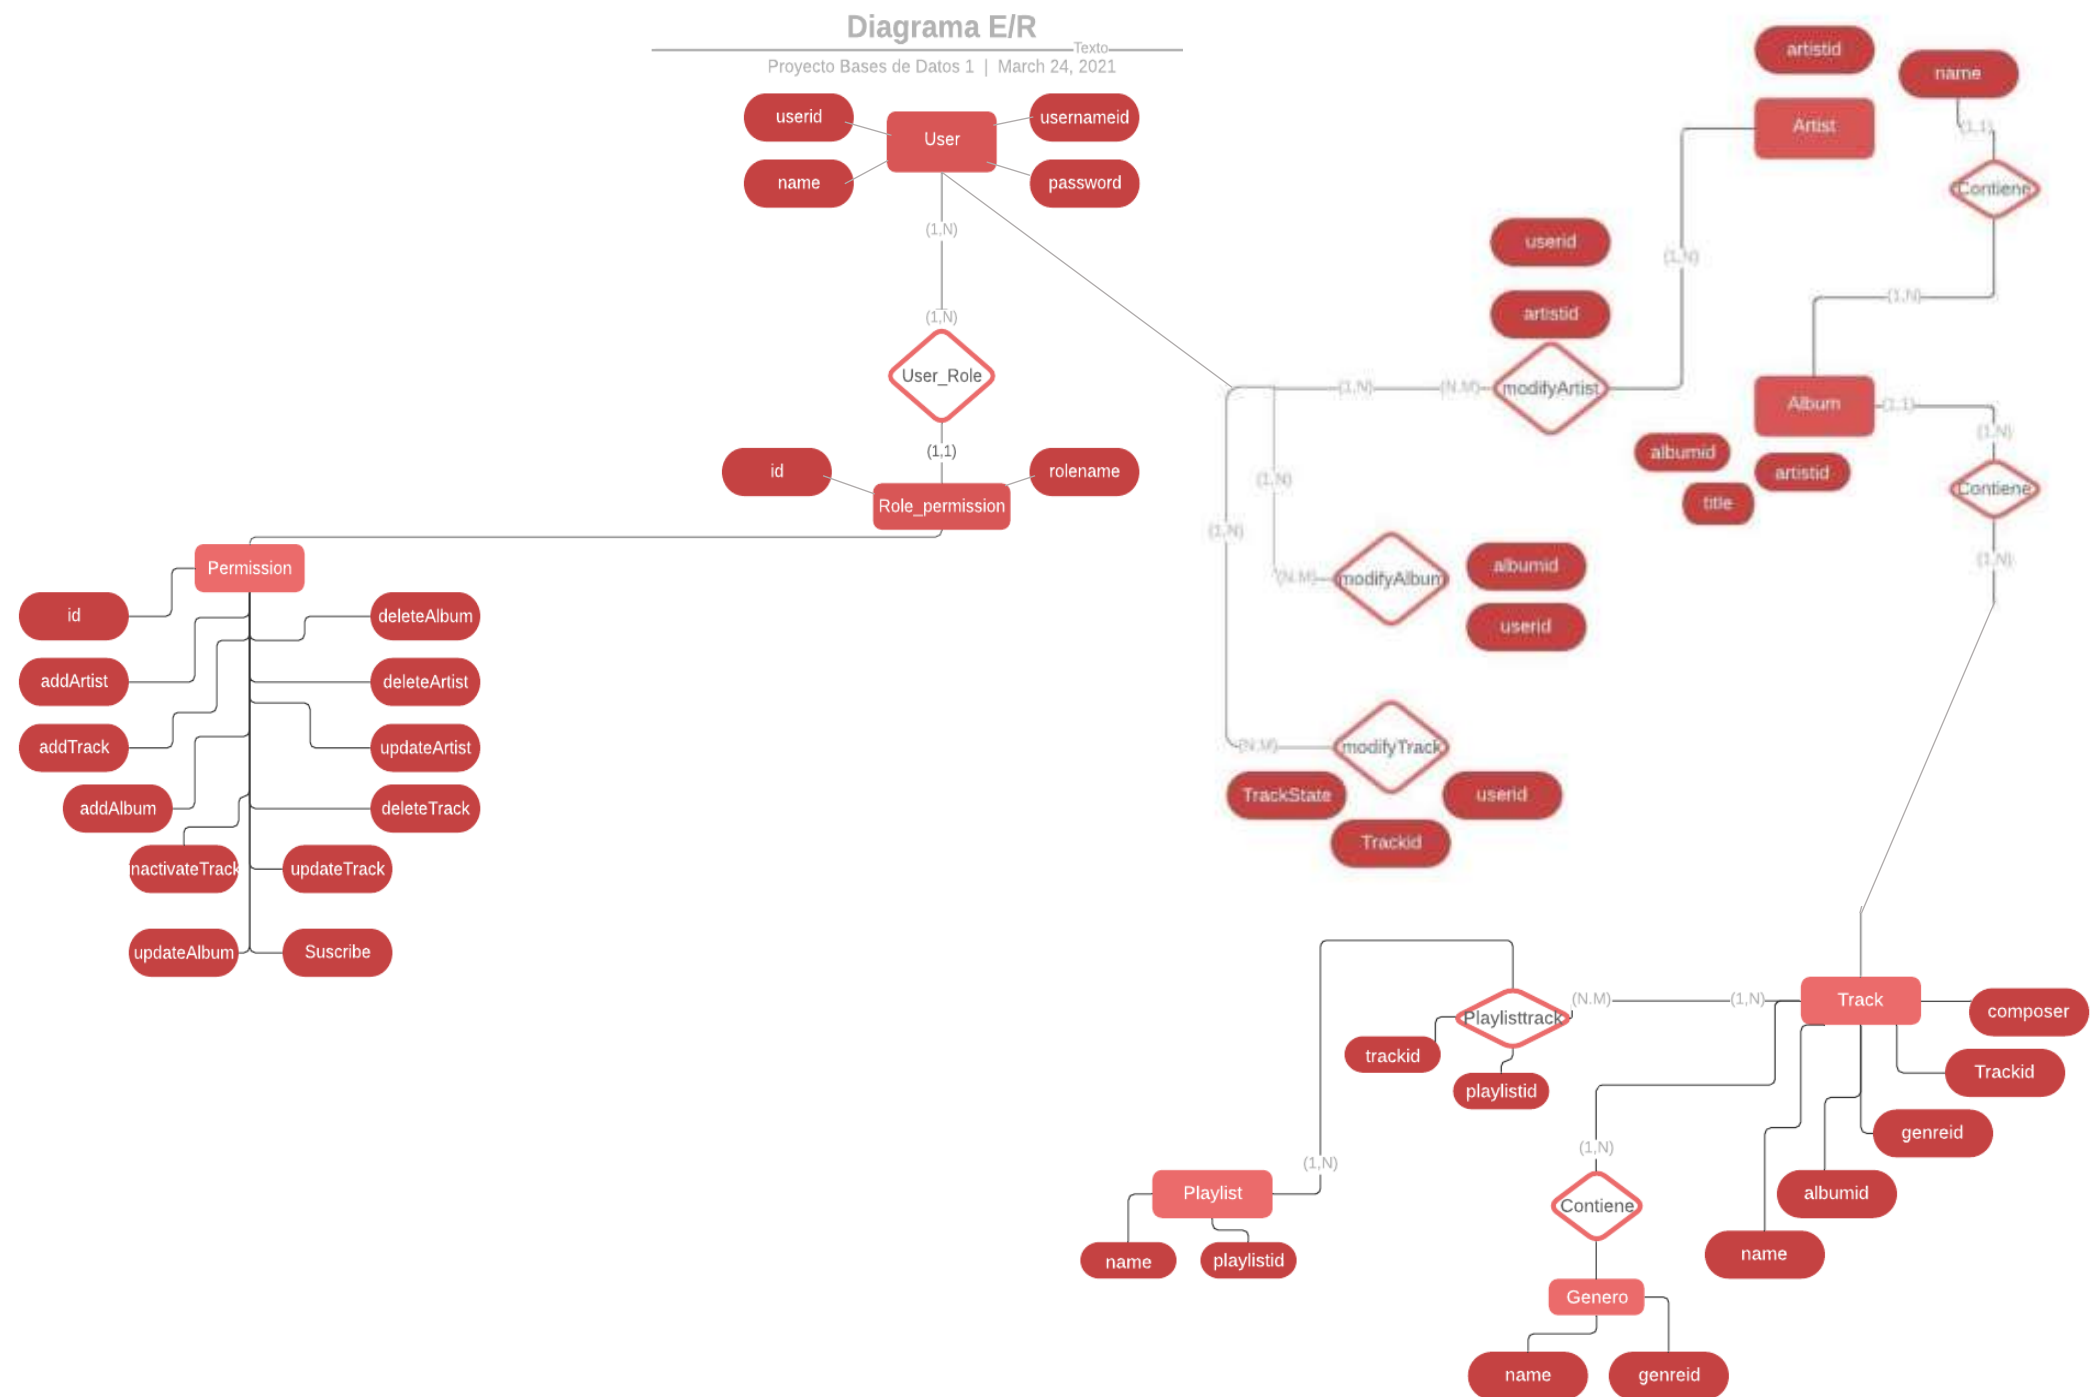 Diagrama E/R
Texto
Proyecto Bases de Datos 1 | March 24, 2021
userid
User
usernameid
name
password
(1,N)
(1,N)
User_Role
(1,1)
id
rolename
Role_permission
Permission
id
deleteAlbum
addArtist
deleteArtist
addTrack
updateArtist
addAlbum
deleteTrack
nactivateTrack
updateTrack
updateAlbum
Suscribe
artistid
name
Artist
(1,1)
Contiene
userid
(1,N)
(1,N)
artistid
(1,N)
(N.M)
modifyArtist
Album
(1,1)
(1,N)
albumid
artistid
title
Contiene
(1,N)
(1,N)
(1,N)
(N.M)
modifyAlbum
albumid
userid
(N.M)
modifyTrack
TrackState
userid
Trackid
Playlisttrack
(N.M)
(1,N)
Track
composer
trackid
playlistid
Trackid
genreid
(1,N)
(1,N)
Playlist
Contiene
albumid
name
playlistid
name
Genero
name
genreid